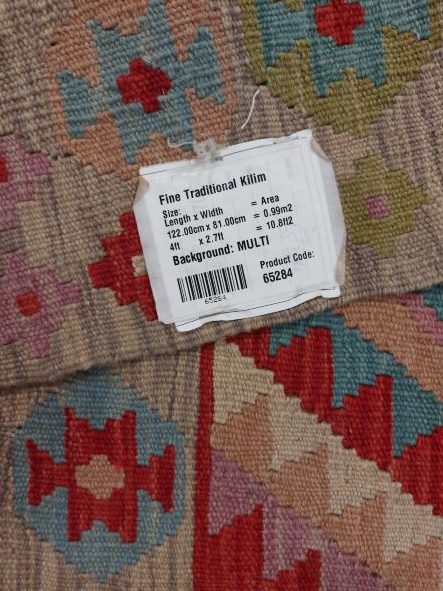 Fine Traditional Kilim
Size:
Length x Width = Area
122.00cm x 81.00cm = 0.99m2
4ft x 2.7ft = 10.8ft2
Background: MULTI
Product Code:
65284
65284